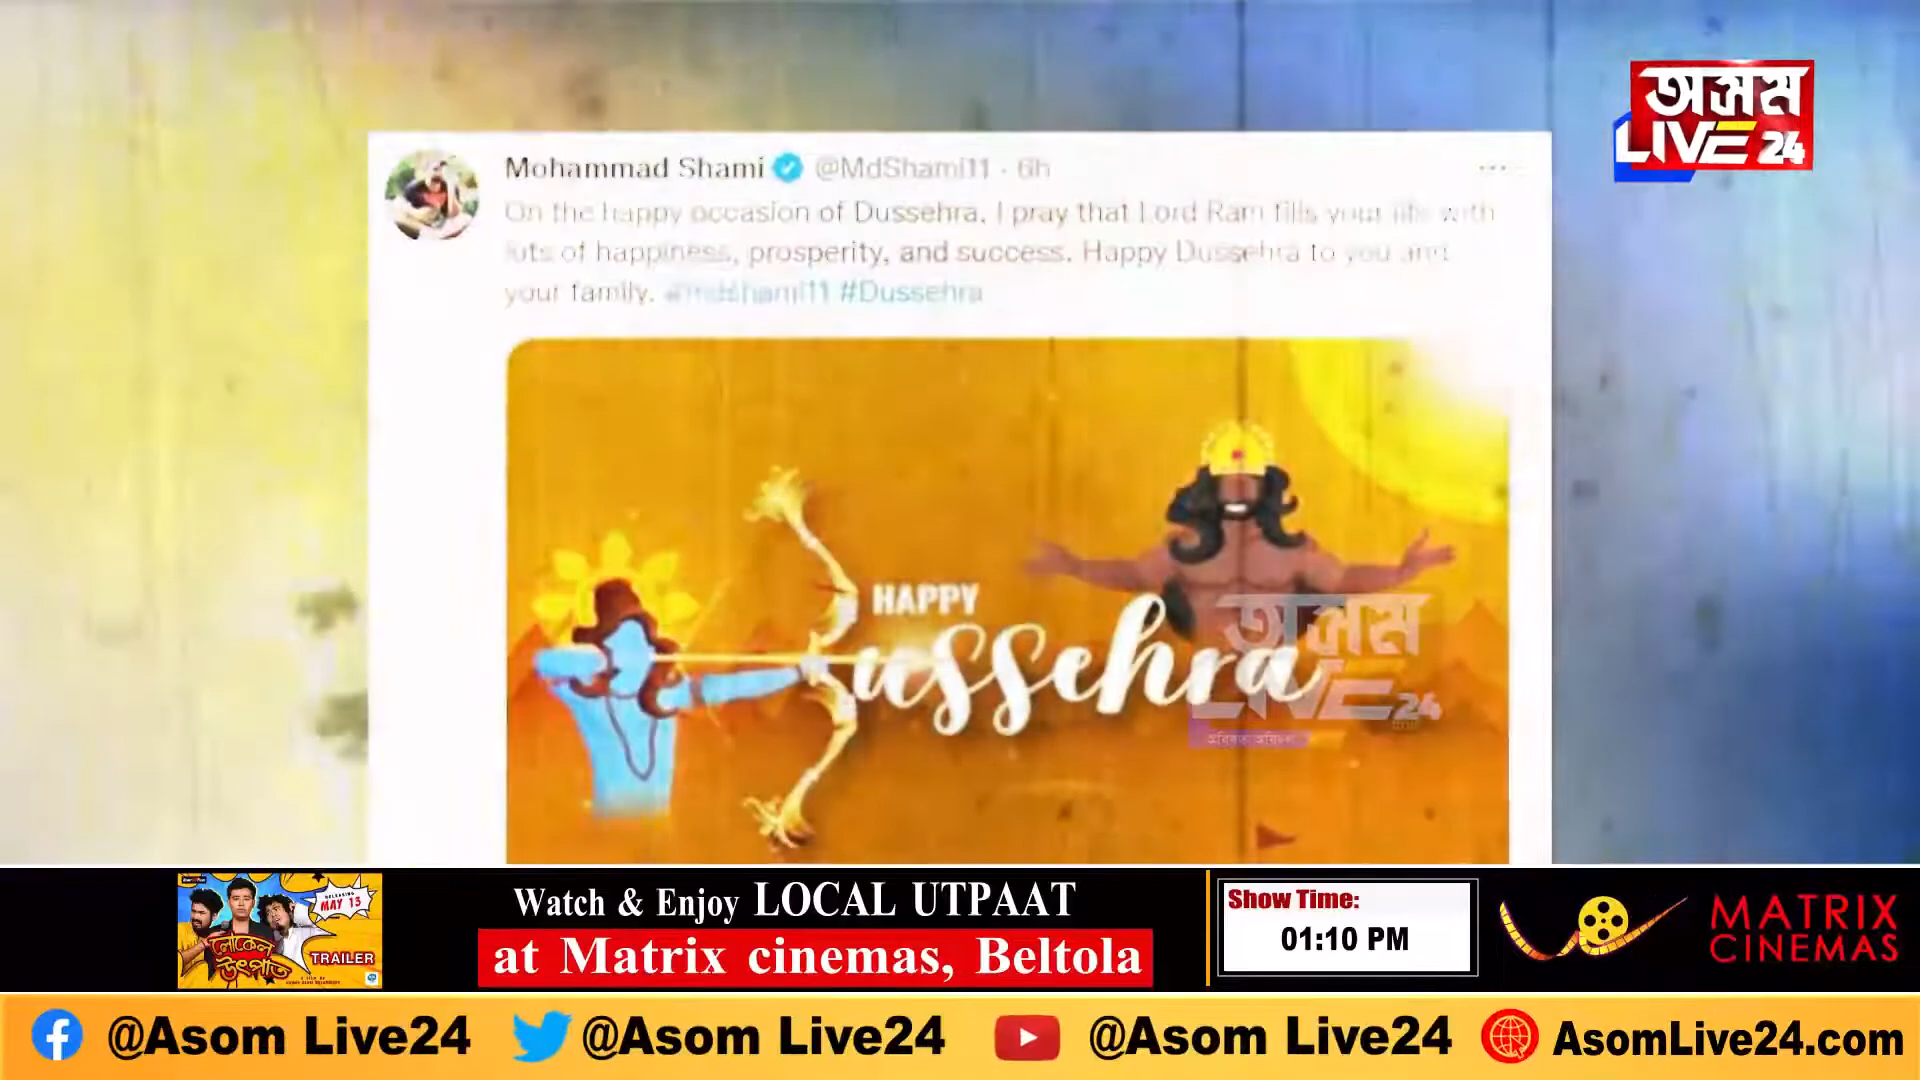 অসম
LIVE 24
Mohammad Shami @MdShami11 · 6h
On the happy occasion of Dussehra, I pray that Lord Ram fills your life with
lots of happiness, prosperity, and success. Happy Dussehra to you and
your family. #mdshami11 #Dussehra
HAPPY
Dussehra
অসম
LIVE 24
RELEASING
MAY 13
লোকেল
উৎপাত
TRAILER
Watch & Enjoy LOCAL UTPAAT
at Matrix cinemas, Beltola
Show Time:
01:10 PM
MATRIX
CINEMAS
@Asom Live24 @Asom Live24 @Asom Live24 AsomLive24.com